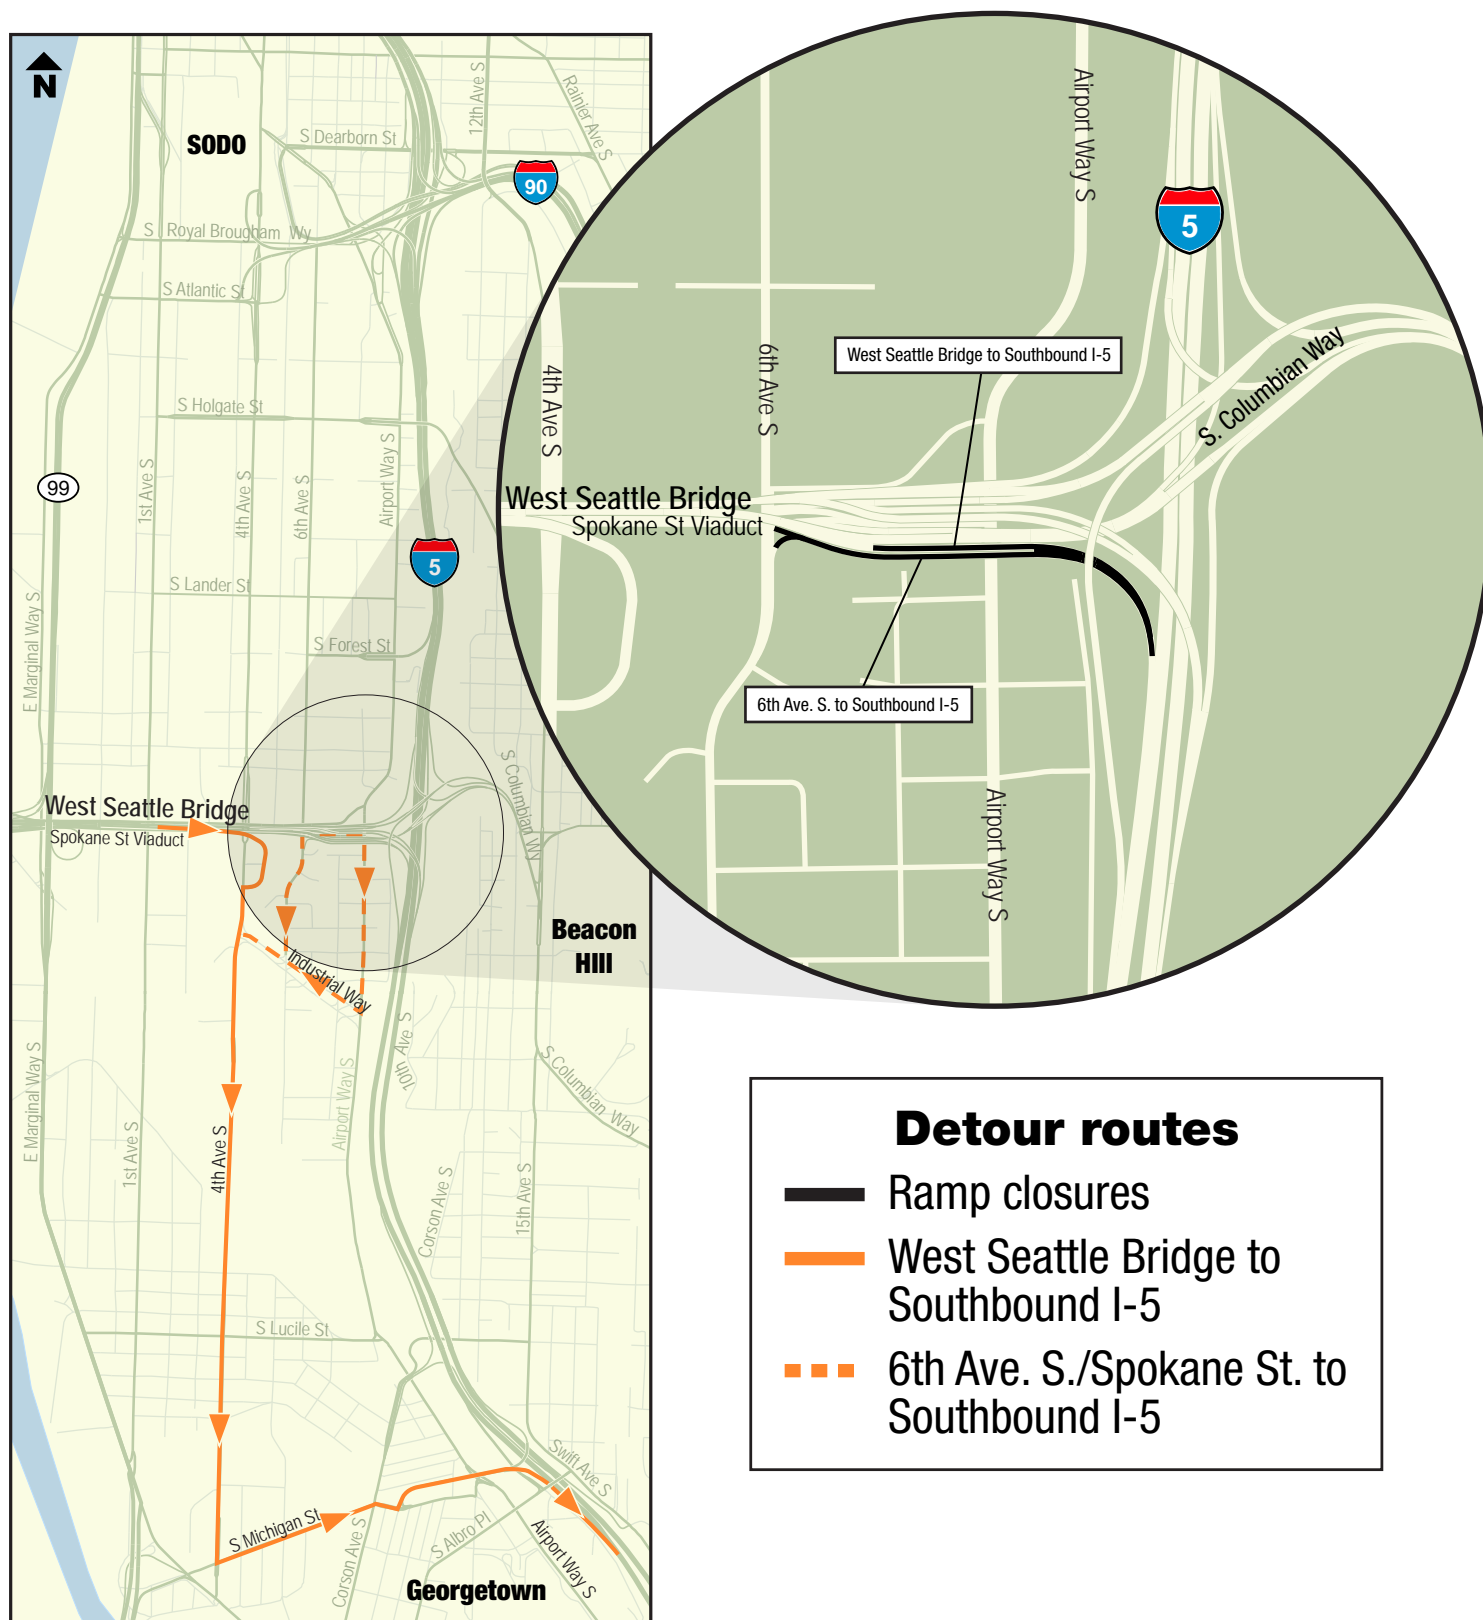 N
SODO
S Dearborn St
12th Ave S
Rainier Ave S
90
S Royal Brougham Wy
S Atlantic St
S Holgate St
99
1st Ave S
4th Ave S
6th Ave S
Airport Way S
5
S Lander St
S Forest St
E Marginal Way S
West Seattle Bridge
Spokane St Viaduct
S Columbian Wy
Beacon
HIll
Industrial Way
10th Ave S
Airport Way S
S Columbian Way
E Marginal Way S
1st Ave S
4th Ave S
Corson Ave S
15th Ave S
S Lucile St
Swift Ave S
S Michigan St
Corson Ave S
S Albro Pl
Airport Way S
Georgetown
Airport Way S
5
West Seattle Bridge to Southbound I-5
4th Ave S
6th Ave S
S. Columbian Way
West Seattle Bridge
Spokane St Viaduct
6th Ave. S. to Southbound I-5
Airport Way S
Detour routes
Ramp closures
West Seattle Bridge to
Southbound I-5
6th Ave. S./Spokane St. to
Southbound I-5